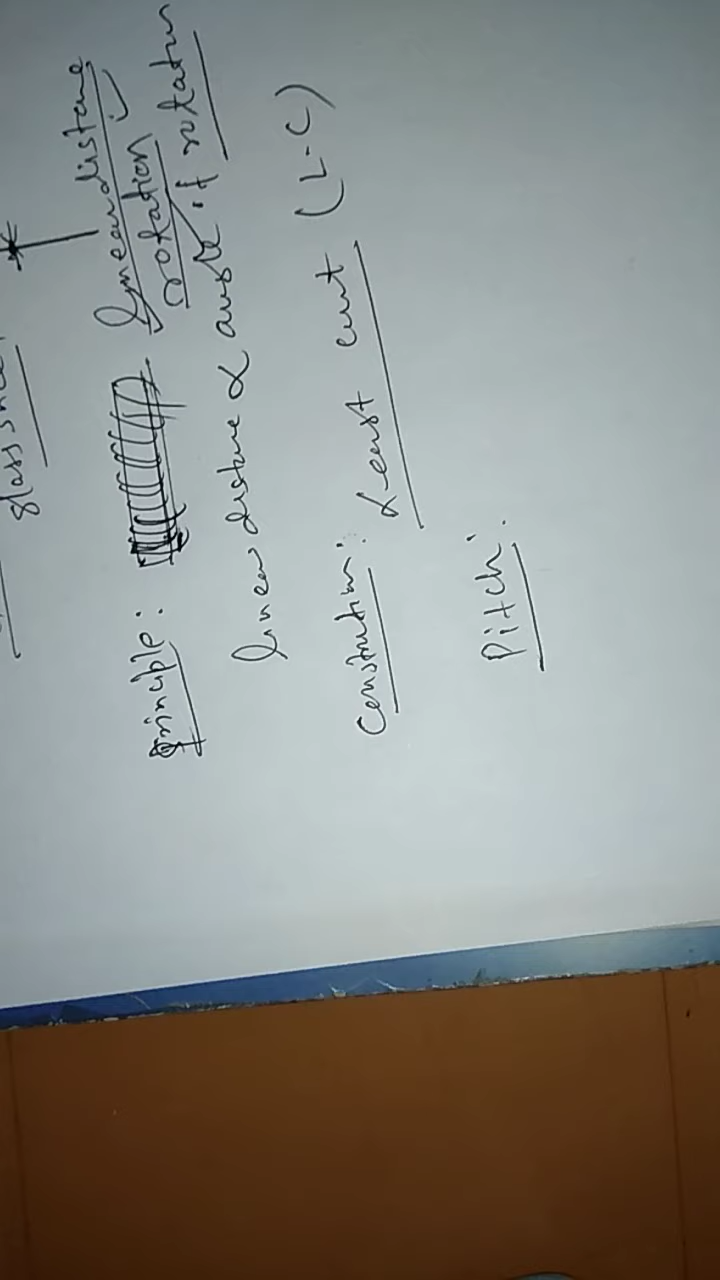 glass
Principle: linear distance
rotation
linear distance ∝ angle of rotation
Construction: Least count (L-C)
Pitch: